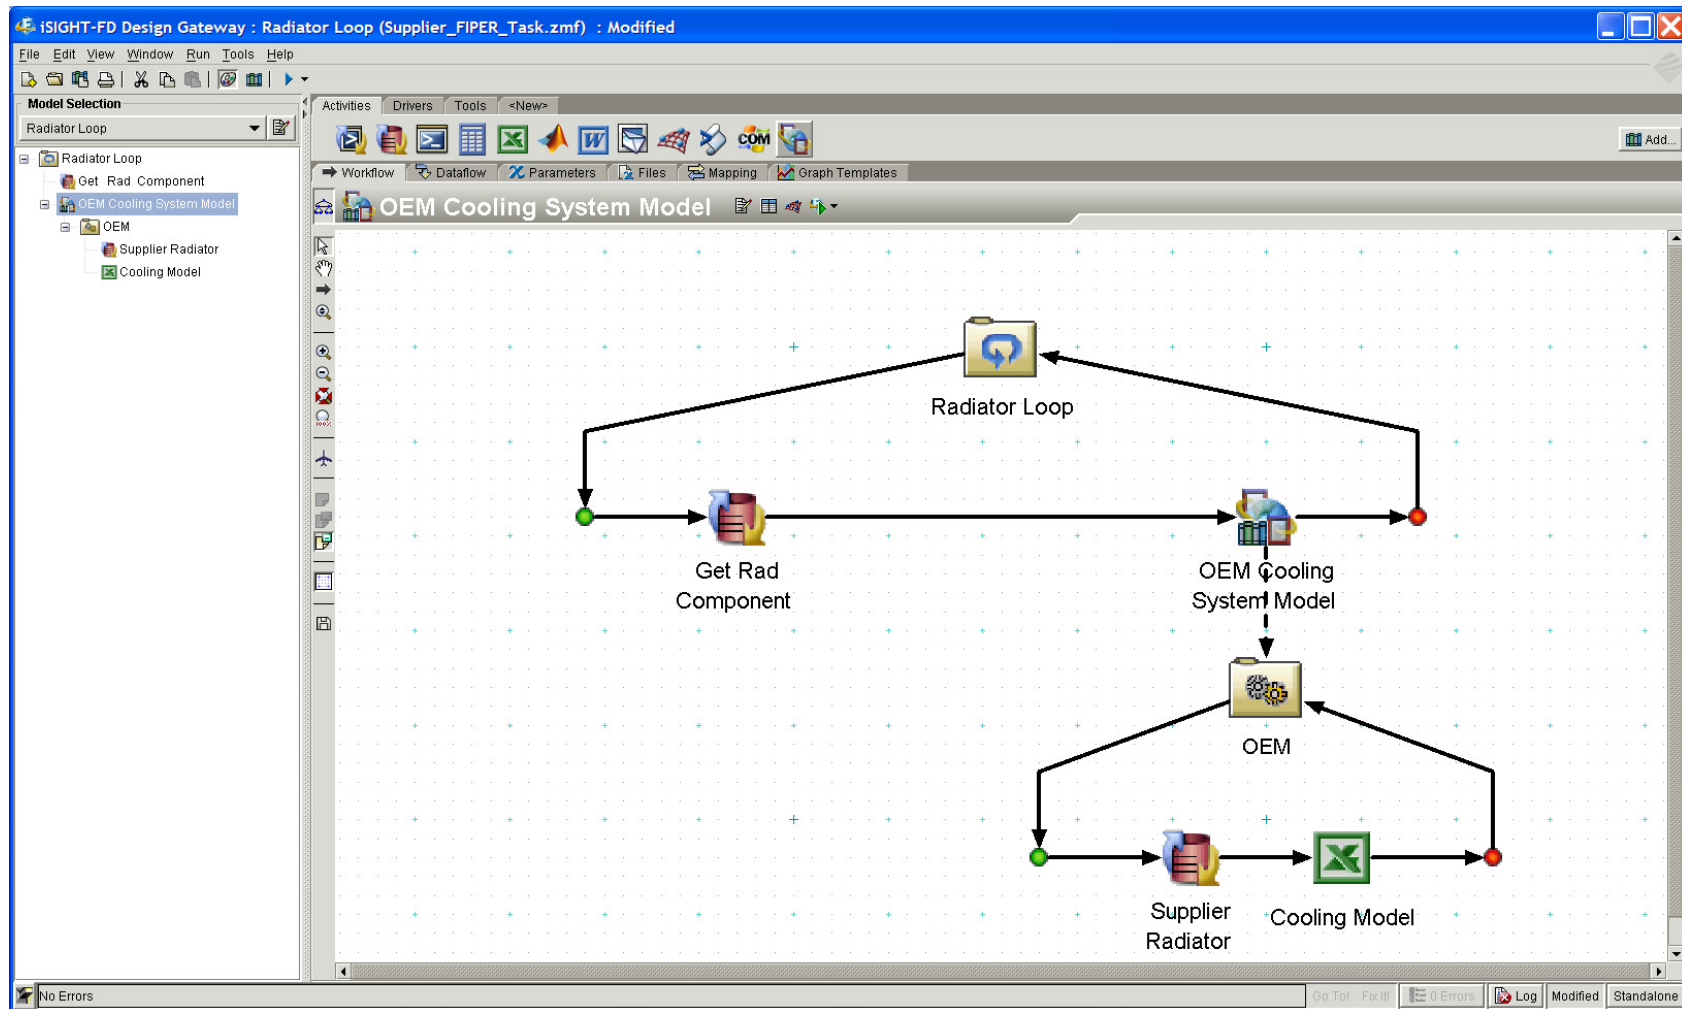 iSIGHT-FD Design Gateway : Radiator Loop (Supplier_FIPER_Task.zmf) : Modified
File Edit View Window Run Tools Help
Model Selection
Radiator Loop
Radiator Loop
Get Rad Component
OEM Cooling System Model
OEM
Supplier Radiator
Cooling Model
Activities Drivers Tools <New>
COM
Add...
Workflow Dataflow Parameters Files Mapping Graph Templates
OEM Cooling System Model
100%
Radiator Loop
Get Rad
Component
OEM Cooling
System Model
OEM
Supplier
Radiator
Cooling Model
No Errors
Go To! Fix It! 0 Errors Log Modified Standalone